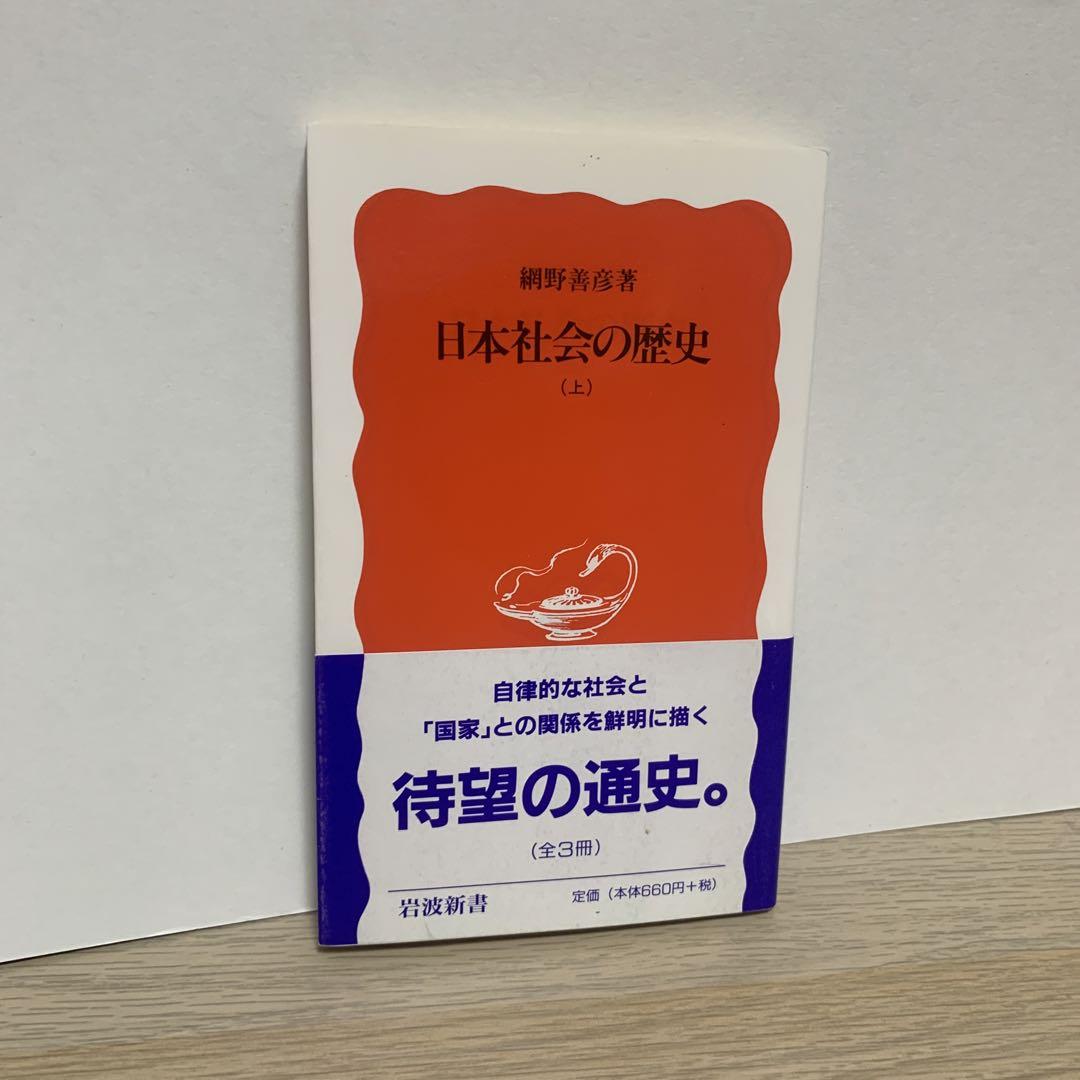 網野善彦著
日本社会の歴史
(上)
自律的な社会と
「国家」との関係を鮮明に描く
待望の通史。
(全3冊)
岩波新書
定価(本体660円+税)